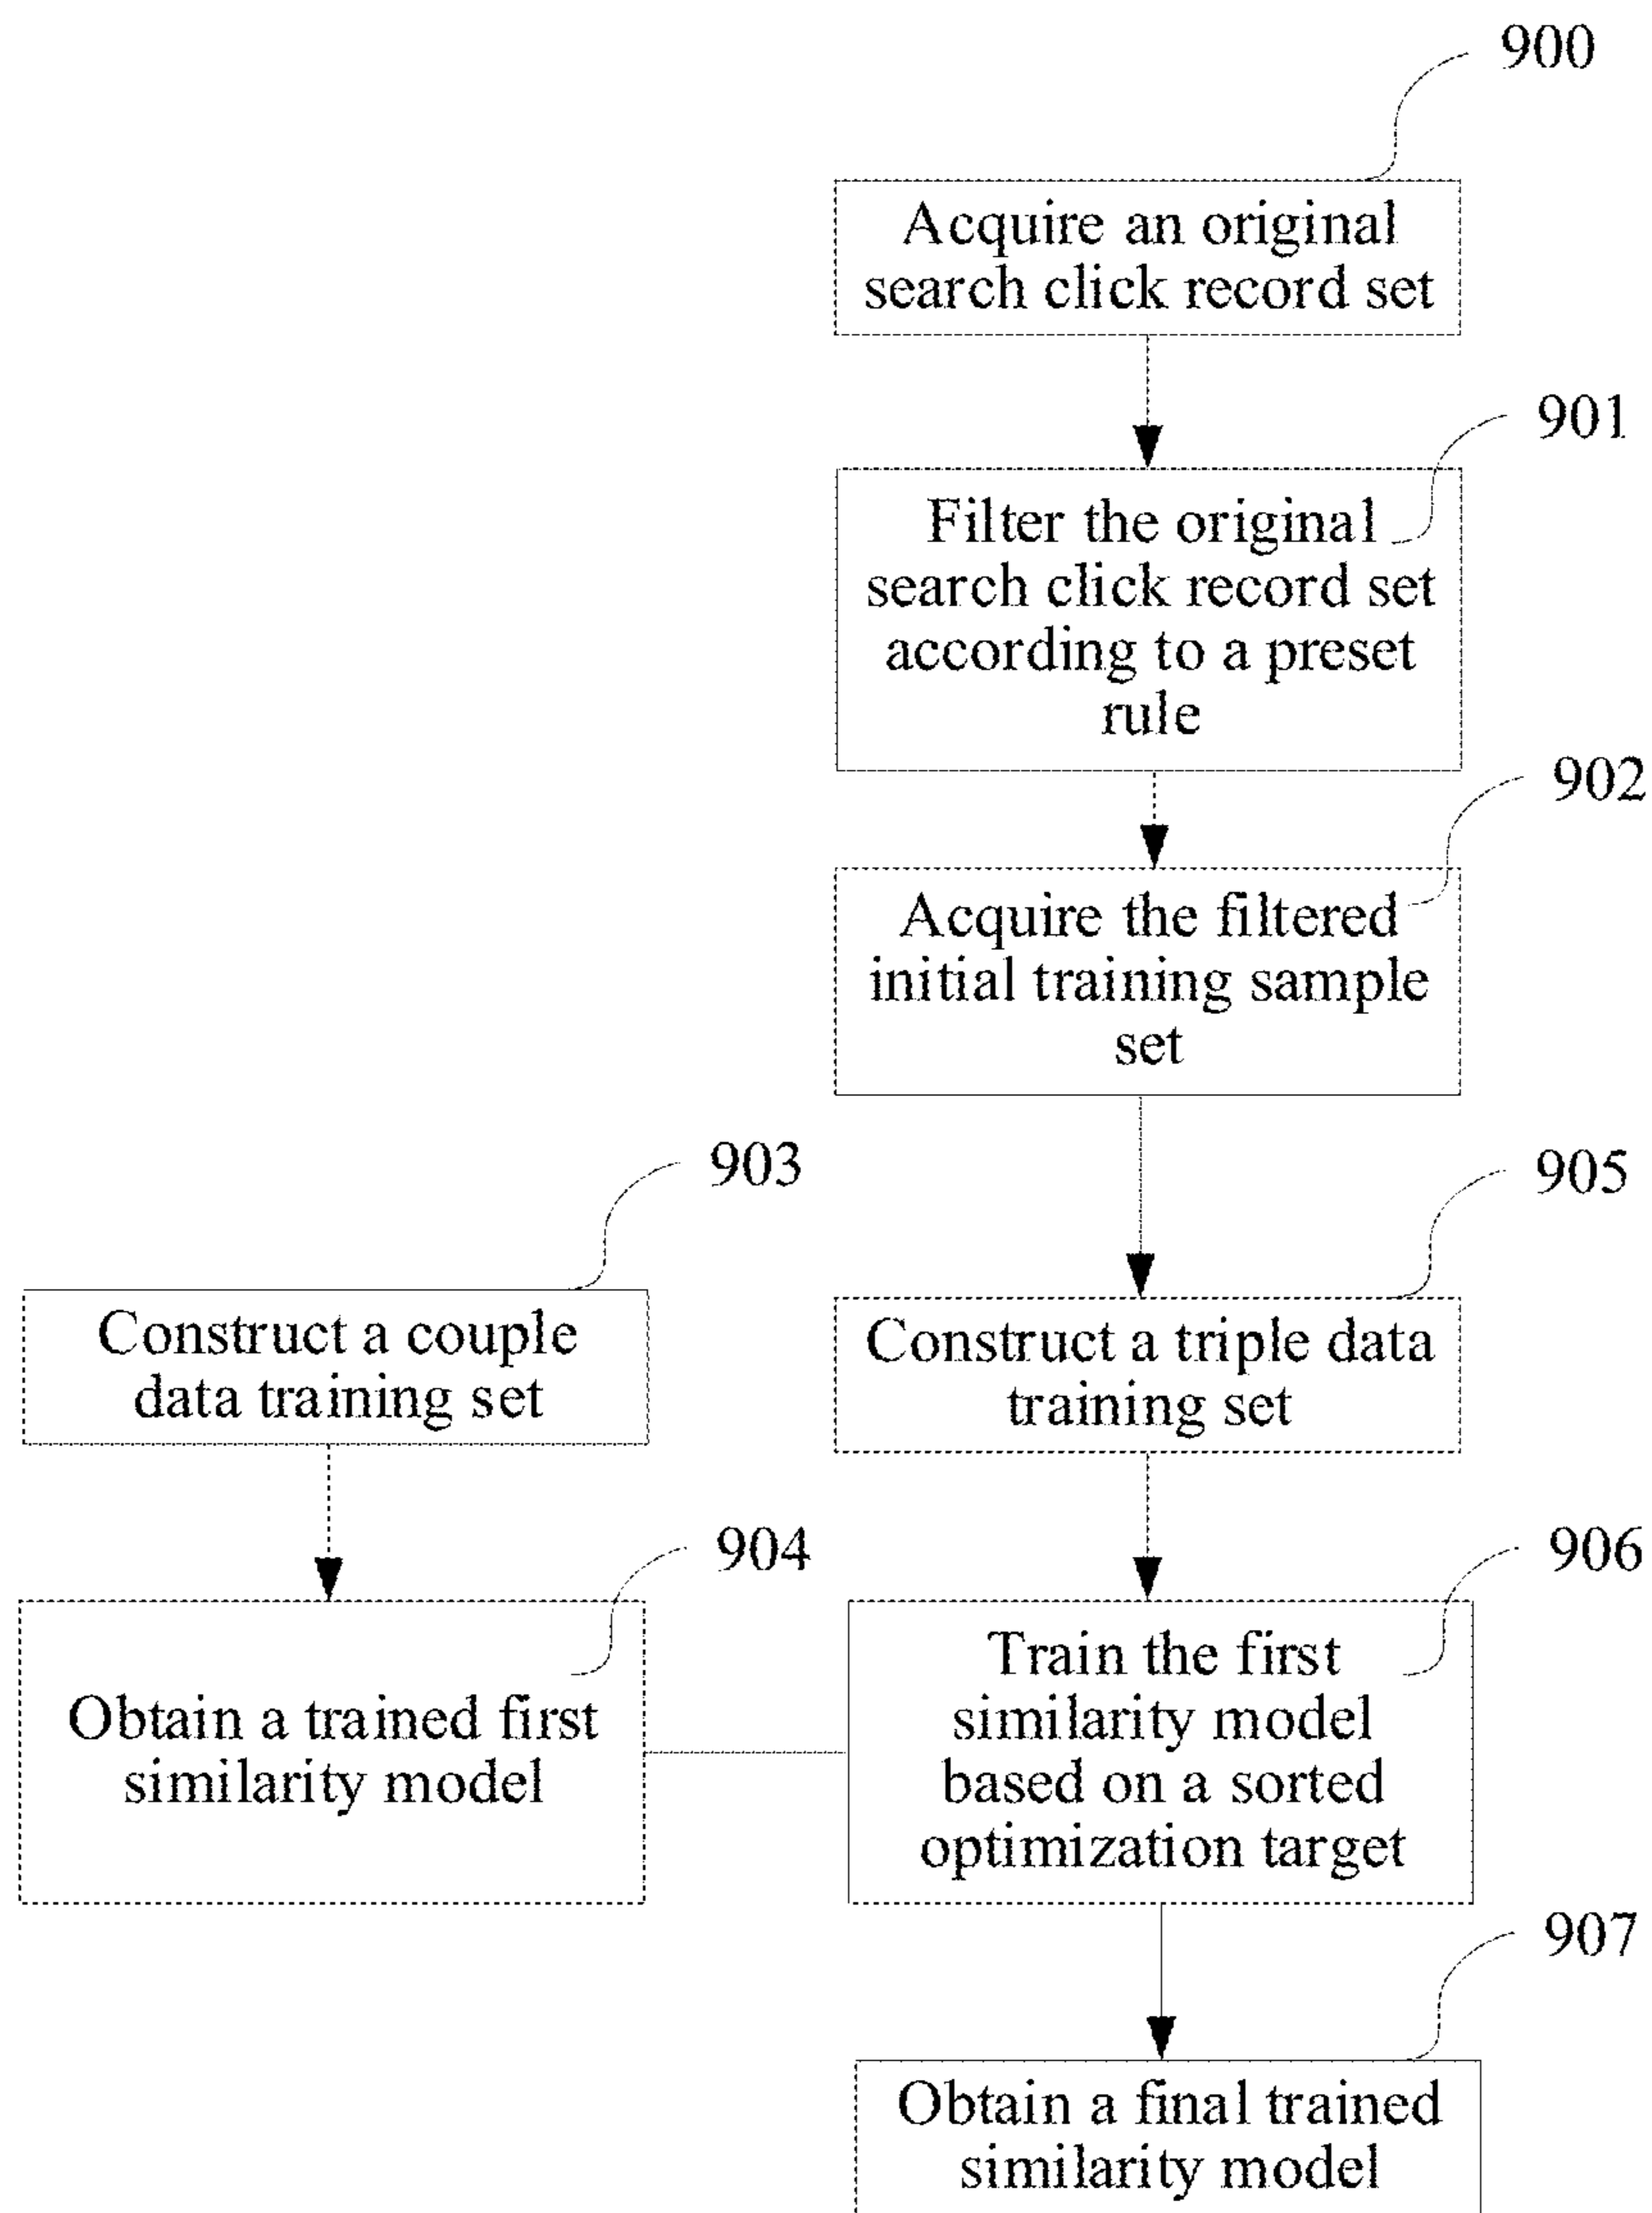 900
Acquire an original
search click record set
901
Filter the original
search click record set
according to a preset
rule
902
Acquire the filtered
initial training sample
set
903
Construct a couple
data training set
905
Construct a triple data
training set
904
Obtain a trained first
similarity model
906
Train the first
similarity model
based on a sorted
optimization target
907
Obtain a final trained
similarity model